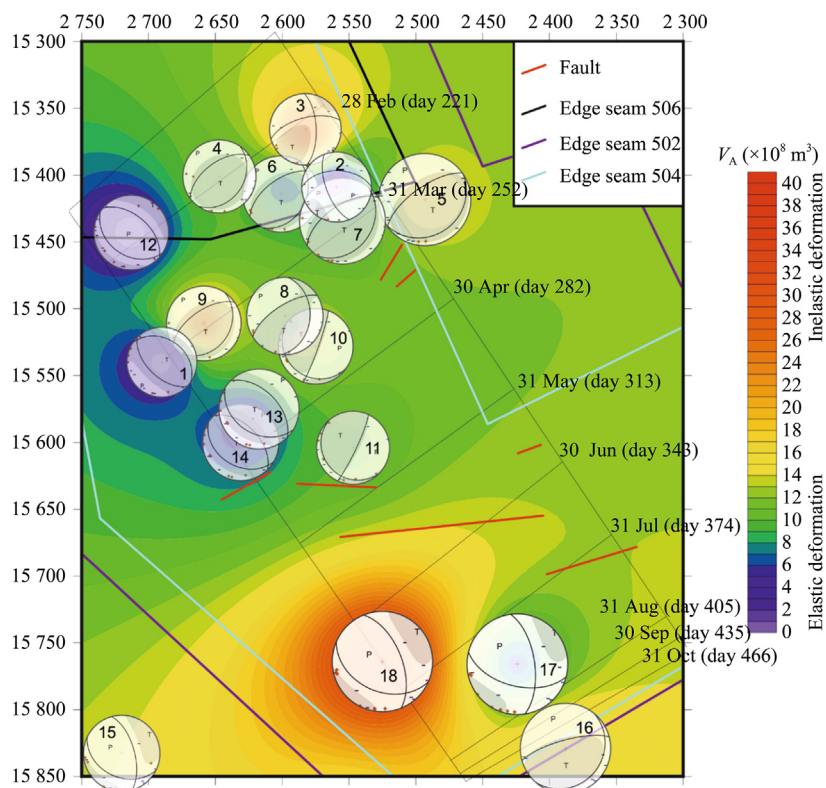 2 750 2 700 2 650 2 600 2 550 2 500 2 450 2 400 2 350 2 300
15 300
15 350
15 400
15 450
15 500
15 550
15 600
15 650
15 700
15 750
15 800
15 850
Fault
Edge seam 506
Edge seam 502
Edge seam 504
28 Feb (day 221)
31 Mar (day 252)
30 Apr (day 282)
31 May (day 313)
30 Jun (day 343)
31 Jul (day 374)
31 Aug (day 405)
30 Sep (day 435)
31 Oct (day 466)
3
4
6
2
5
7
12
9
8
10
1
13
14
11
18
17
16
15
P
T
V_A (×10⁸ m³)
40
38
36
34
32
30
28
26
24
22
20
18
16
14
12
10
8
6
4
2
0
Inelastic deformation
Elastic deformation